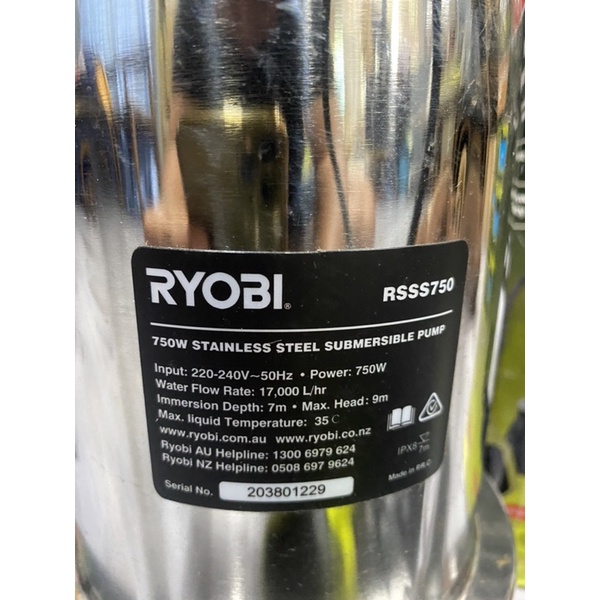 RYOBI®
RSSS750
750W STAINLESS STEEL SUBMERSIBLE PUMP
Input: 220-240V~50Hz • Power: 750W
Water Flow Rate: 17,000 L/hr
Immersion Depth: 7m • Max. Head: 9m
Max. liquid Temperature: 35 C
www.ryobi.com.au www.ryobi.co.nz
Ryobi AU Helpline: 1300 6979 624
Ryobi NZ Helpline: 0508 697 9624
IPX8
7m
Serial No. 203801229
Made in P.R.C